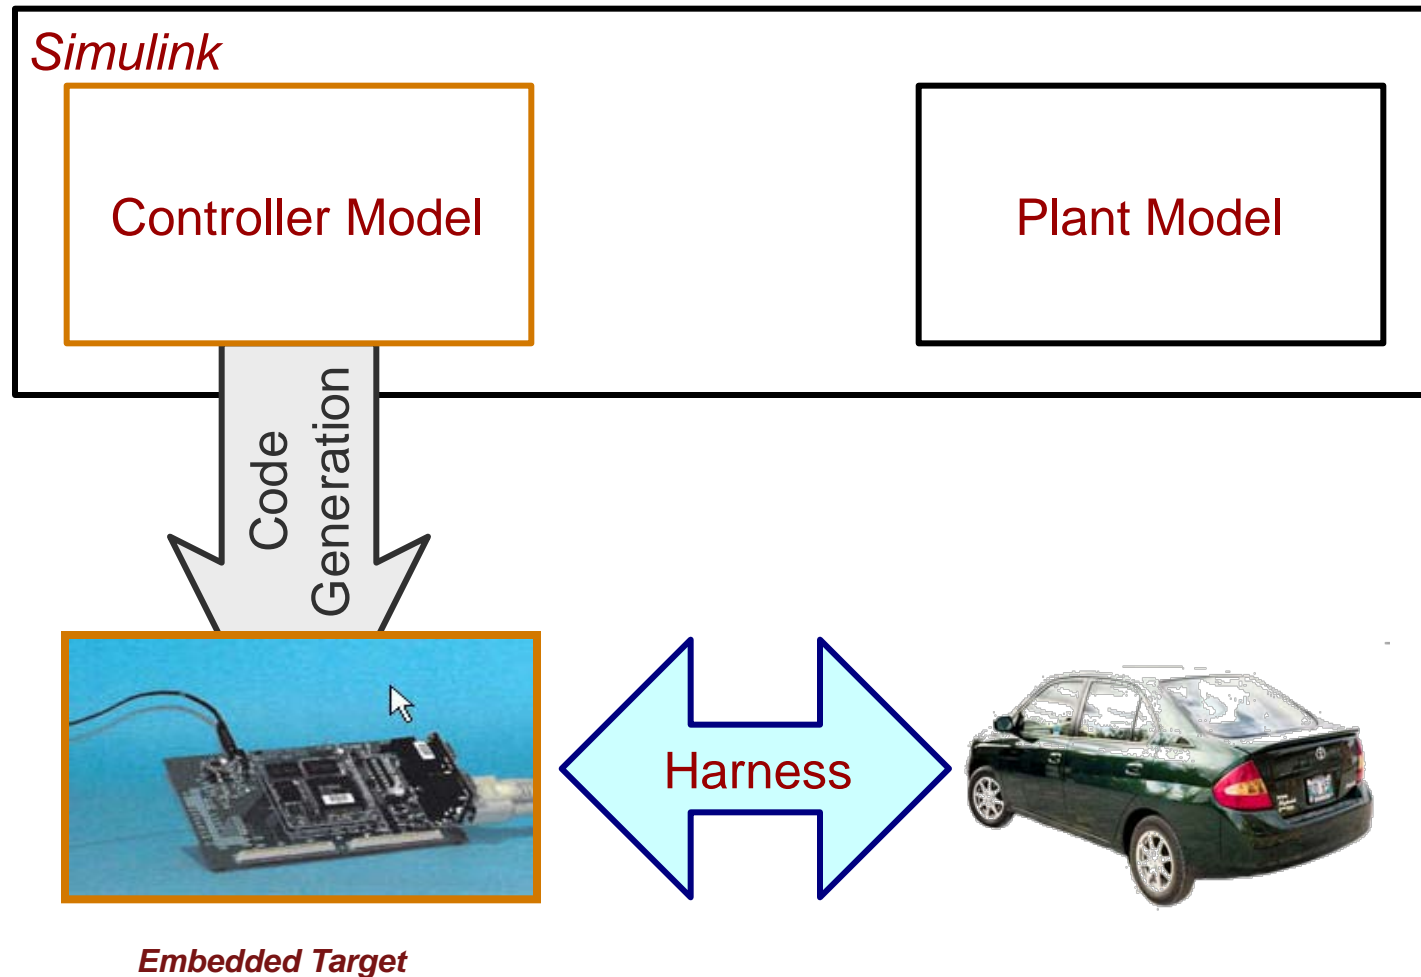 Simulink
Controller Model
Plant Model
Code
Generation
Harness
Embedded Target